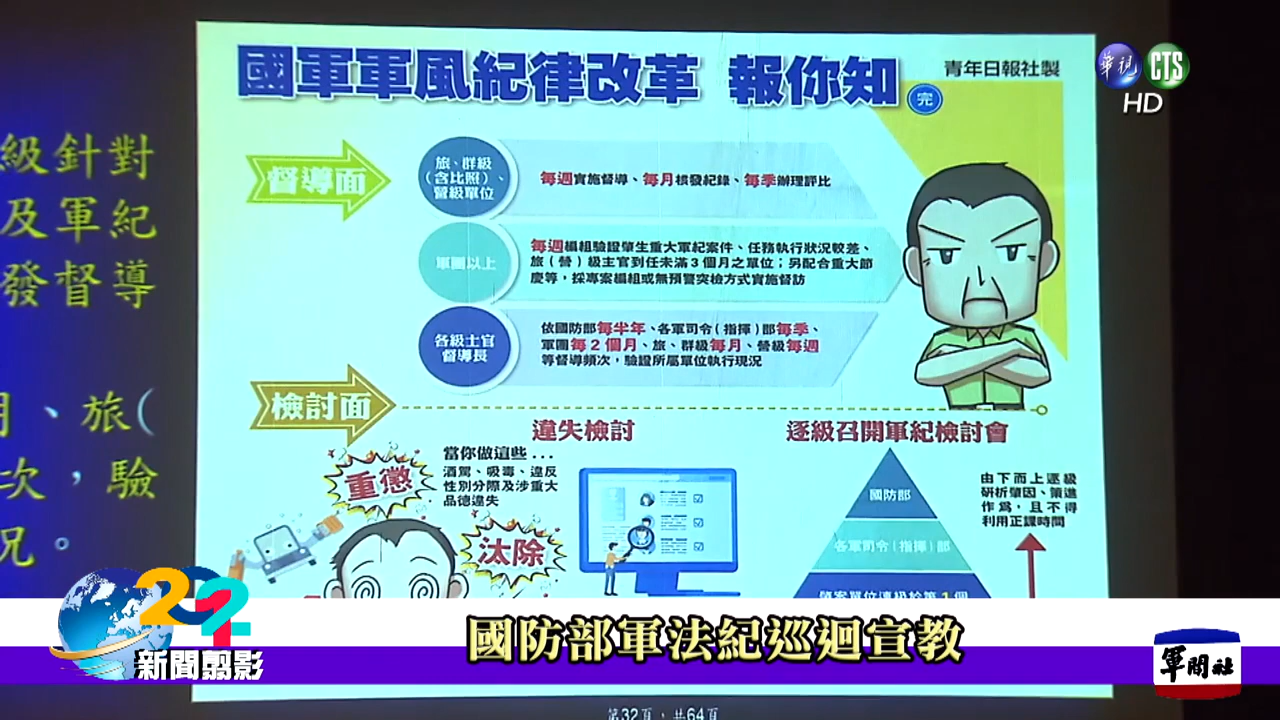 國軍軍風紀律改革 報你知 完
青年日報社製
華視 CTS
HD
級針對
及軍紀
發督導
、旅(
次，驗
況。
督導面
旅、群級
(含比照)、
營級單位
每週實施督導、每月核發紀錄、每季辦理評比
軍團以上
每週編組驗證肇生重大軍紀案件、任務執行狀況較差、
旅(營)級主官到任未滿3個月之單位；另配合重大節
慶等，採專案編組或無預警突檢方式實施督訪
各級士官
督導長
依國防部每半年、各軍司令(指揮)部每季、
軍團每2個月、旅、群級每月、營級每週
等督導頻次，驗證所屬單位執行現況
檢討面
違失檢討
逐級召開軍紀檢討會
重懲
當你做這些...
酒駕、吸毒、違反
性別分際及涉重大
品德違失
汰除
國防部
各軍司令(指揮)部
由下而上逐級
研析肇因、策進
作為，且不得
利用正課時間
新聞剪影
國防部軍法紀巡迴宣教
軍聞社
第32頁，共64頁